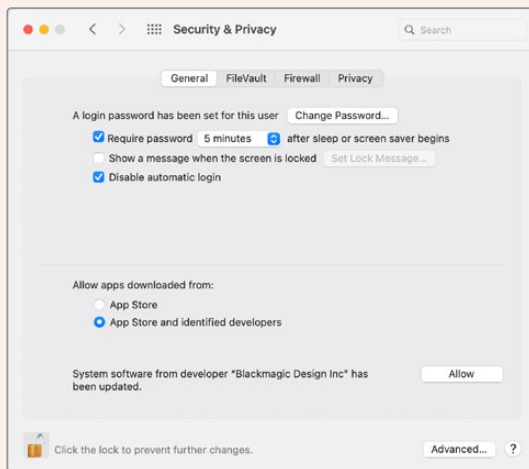 Security & Privacy
Search
General FileVault Firewall Privacy
A login password has been set for this user Change Password...
Require password 5 minutes after sleep or screen saver begins
Show a message when the screen is locked Set Lock Message...
Disable automatic login
Allow apps downloaded from:
App Store
App Store and identified developers
System software from developer “Blackmagic Design Inc” has
been updated.
Allow
Click the lock to prevent further changes.
Advanced...
?